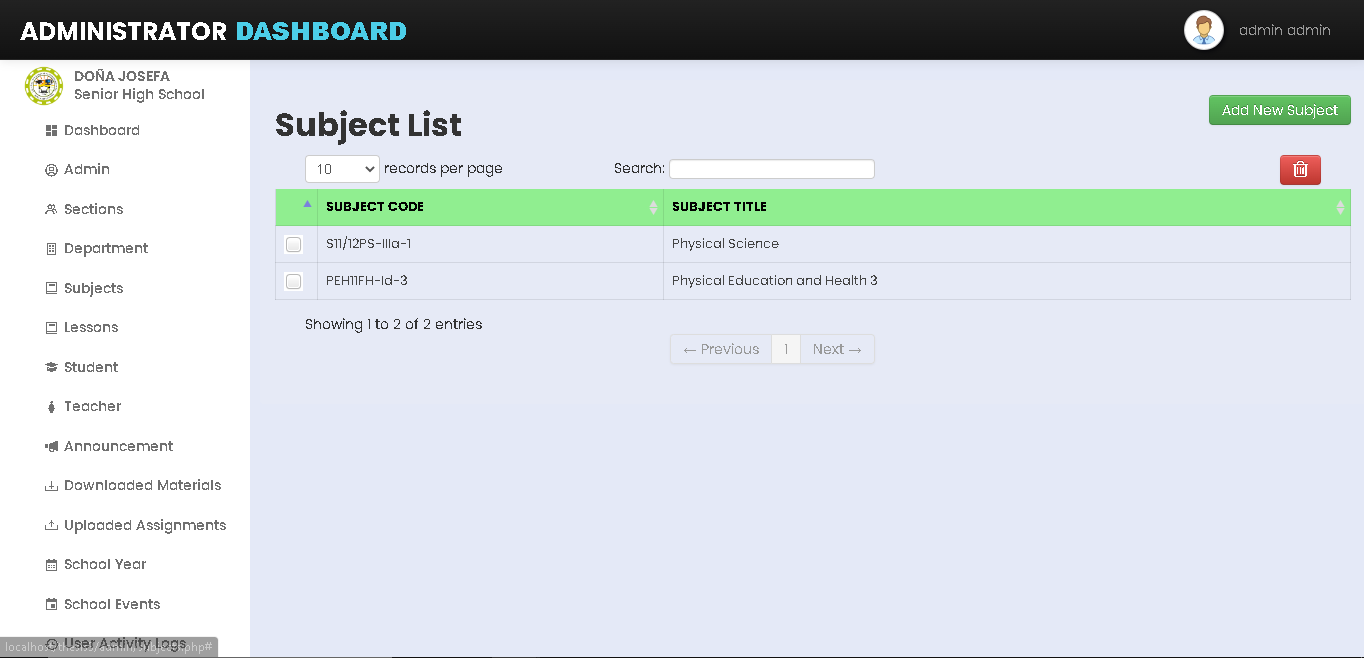 ADMINISTRATOR DASHBOARD
admin admin
DOÑA JOSEFA
Senior High School
Dashboard
Admin
Sections
Department
Subjects
Lessons
Student
Teacher
Announcement
Downloaded Materials
Uploaded Assignments
School Year
School Events
User Activity Logs
Subject List
Add New Subject
10 records per page
Search:
SUBJECT CODE SUBJECT TITLE
S11/12PS-IIIa-1 Physical Science
PEH11FH-Id-3 Physical Education and Health 3
Showing 1 to 2 of 2 entries
← Previous 1 Next →